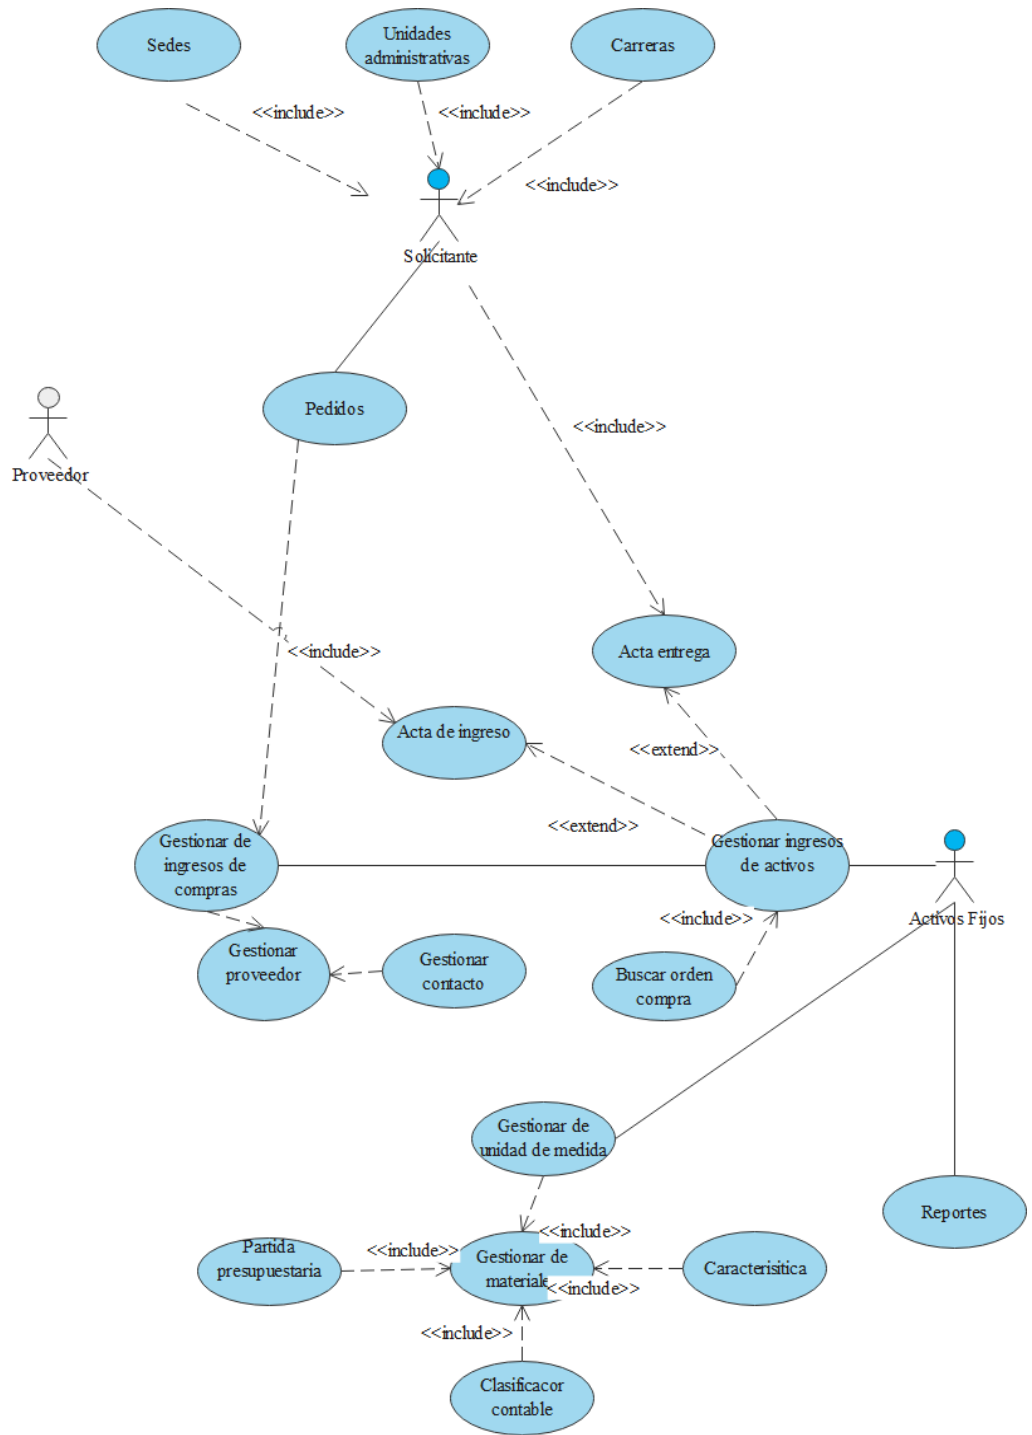 Sedes
Unidades
administrativas
Carreras
<<include>>
<<include>>
<<include>>
Solicitante
Pedidos
Proveedor
<<include>>
<<include>>
Acta entrega
Acta de ingreso
<<extend>>
<<extend>>
Gestionar de
ingresos de
compras
Gestionar ingresos
de activos
Activos Fijos
<<include>>
Gestionar
proveedor
Gestionar
contacto
Buscar orden
compra
Gestionar de
unidad de medida
Reportes
<<include>>
Partida
presupuestaria
<<include>>
Gestionar de
materiale
<<include>>
Caracterisitica
<<include>>
Clasificacor
contable